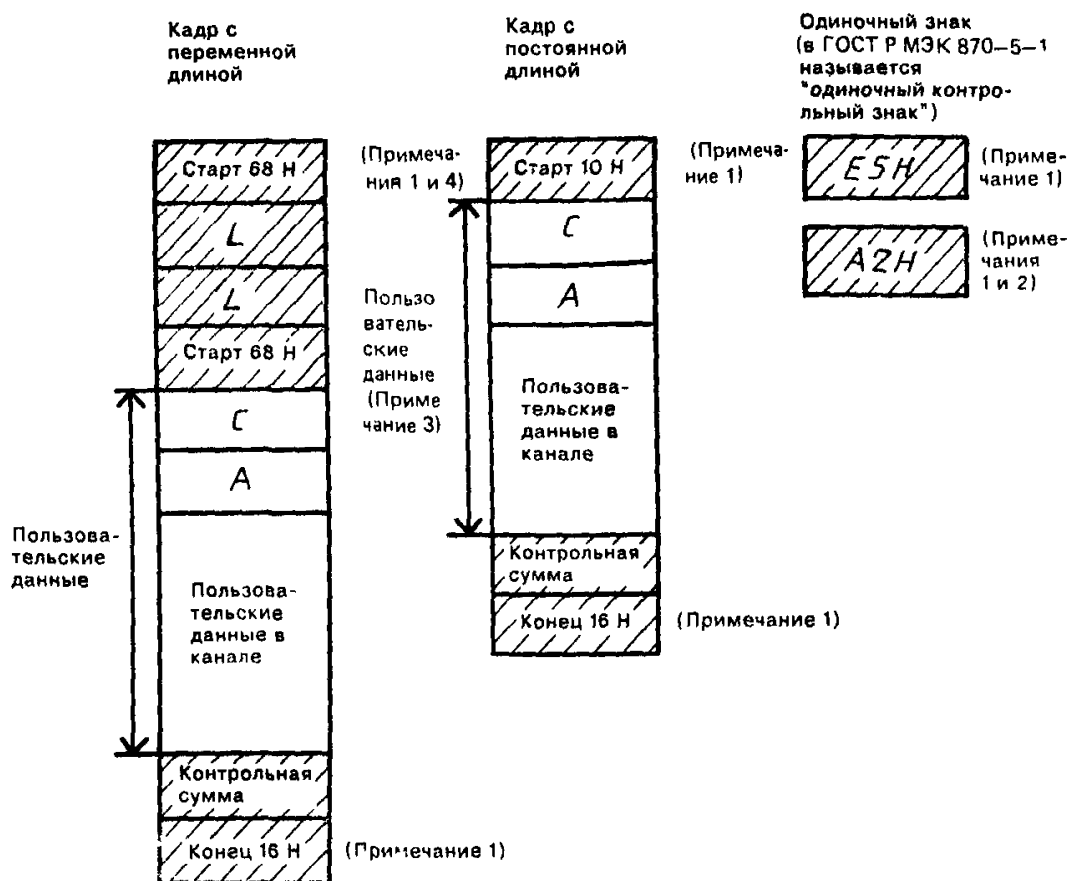 Кадр с
переменной
длиной
Кадр с
постоянной
длиной
Одиночный знак
(в ГОСТ Р МЭК 870–5–1
называется
"одиночный контро-
льный знак")
Старт 68 Н
(Примеча-
ния 1 и 4)
L
L
Старт 68 Н
C
A
Пользова-
тельские
данные в
канале
Контрольная
сумма
Конец 16 Н
(Примечание 1)
Пользова-
тельские
данные
Старт 10 Н
(Примеча-
ние 1)
C
A
Пользова-
тельские
данные в
канале
Контрольная
сумма
Конец 16 Н
(Примечание 1)
Пользо
ватель-
ские
данные
(Приме
чание 3)
E5H
(Приме-
чание 1)
A2H
(Приме-
чания
1 и 2)